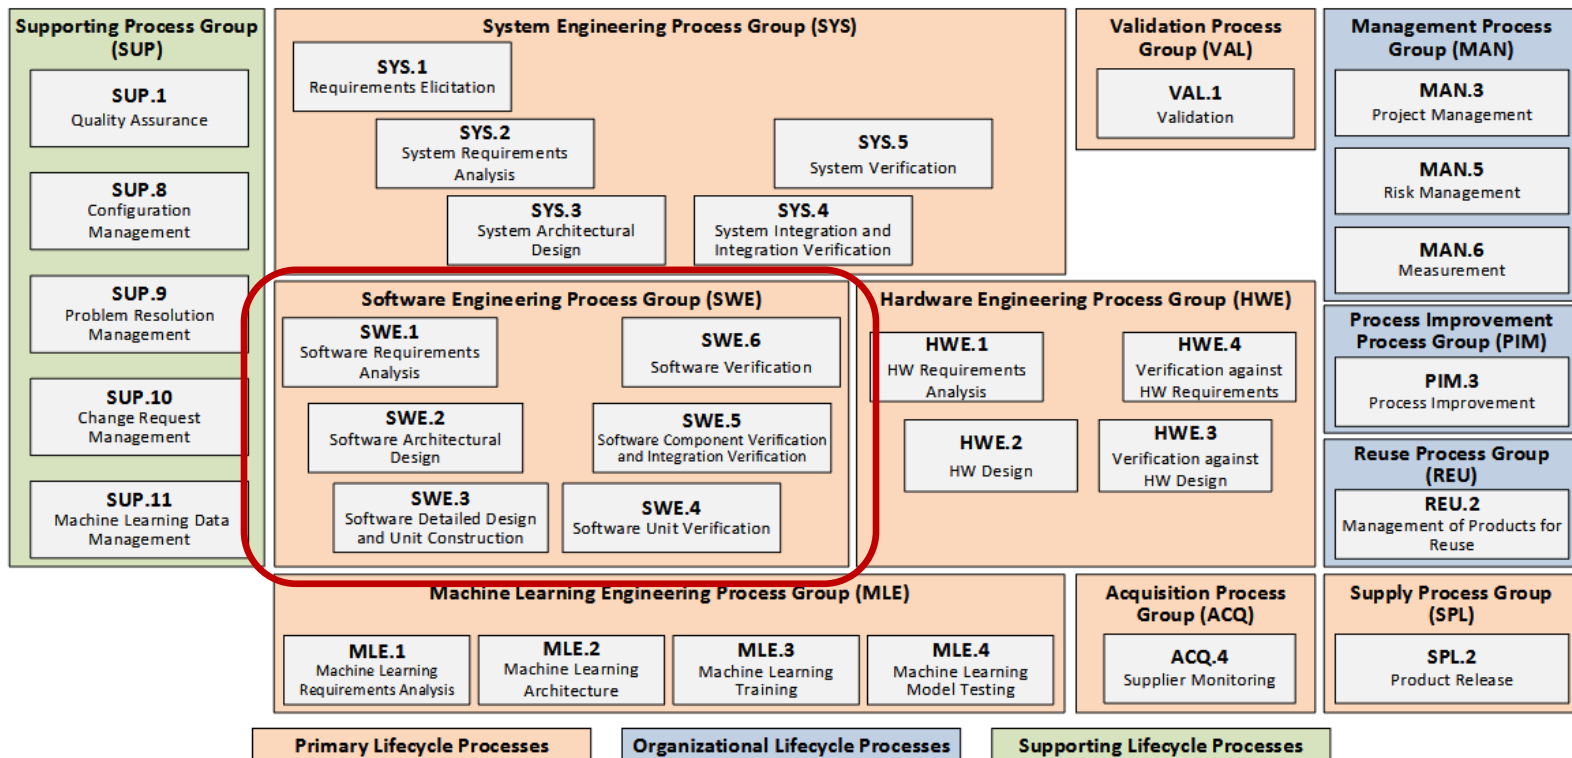 Supporting Process Group
(SUP)
SUP.1
Quality Assurance
SUP.8
Configuration
Management
SUP.9
Problem Resolution
Management
SUP.10
Change Request
Management
SUP.11
Machine Learning Data
Management
System Engineering Process Group (SYS)
SYS.1
Requirements Elicitation
SYS.2
System Requirements
Analysis
SYS.3
System Architectural
Design
SYS.4
System Integration and
Integration Verification
SYS.5
System Verification
Validation Process
Group (VAL)
VAL.1
Validation
Management Process
Group (MAN)
MAN.3
Project Management
MAN.5
Risk Management
MAN.6
Measurement
Software Engineering Process Group (SWE)
SWE.1
Software Requirements
Analysis
SWE.2
Software Architectural
Design
SWE.3
Software Detailed Design
and Unit Construction
SWE.4
Software Unit Verification
SWE.5
Software Component Verification
and Integration Verification
SWE.6
Software Verification
Hardware Engineering Process Group (HWE)
HWE.1
HW Requirements
Analysis
HWE.2
HW Design
HWE.3
Verification against
HW Design
HWE.4
Verification against
HW Requirements
Process Improvement
Process Group (PIM)
PIM.3
Process Improvement
Reuse Process Group
(REU)
REU.2
Management of Products for
Reuse
Machine Learning Engineering Process Group (MLE)
MLE.1
Machine Learning
Requirements Analysis
MLE.2
Machine Learning
Architecture
MLE.3
Machine Learning
Training
MLE.4
Machine Learning
Model Testing
Acquisition Process
Group (ACQ)
ACQ.4
Supplier Monitoring
Supply Process Group
(SPL)
SPL.2
Product Release
Primary Lifecycle Processes
Organizational Lifecycle Processes
Supporting Lifecycle Processes